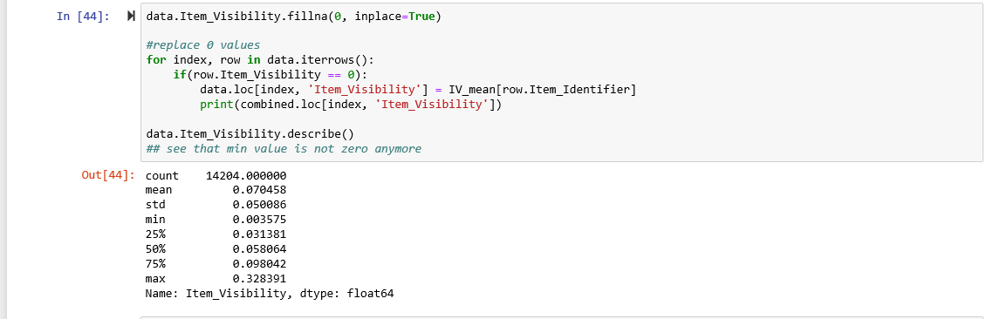 In [44]:
data.Item_Visibility.fillna(0, inplace=True)
#replace 0 values
for index, row in data.iterrows():
    if(row.Item_Visibility == 0):
        data.loc[index, 'Item_Visibility'] = IV_mean[row.Item_Identifier]
        print(combined.loc[index, 'Item_Visibility'])
data.Item_Visibility.describe()
## see that min value is not zero anymore
Out[44]:
count    14204.000000
mean         0.070458
std          0.050086
min          0.003575
25%          0.031381
50%          0.058064
75%          0.098042
max          0.328391
Name: Item_Visibility, dtype: float64